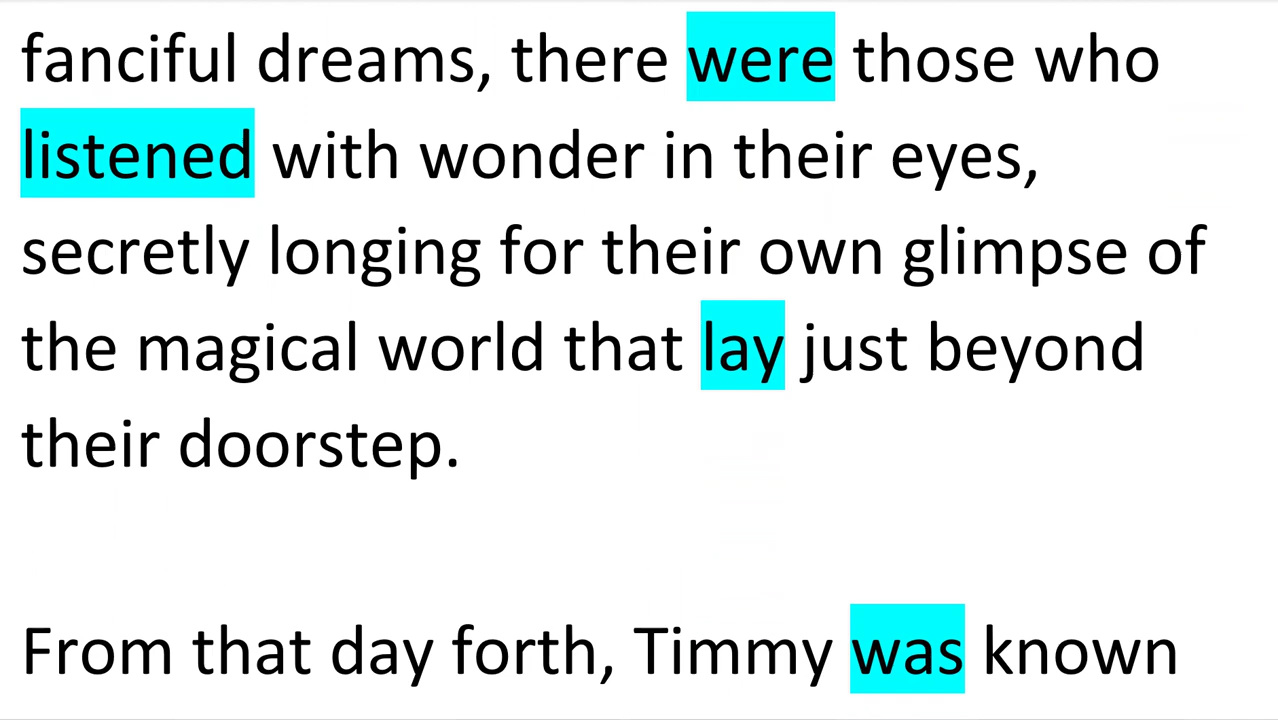 fanciful dreams, there were those who
listened with wonder in their eyes,
secretly longing for their own glimpse of
the magical world that lay just beyond
their doorstep.
From that day forth, Timmy was known